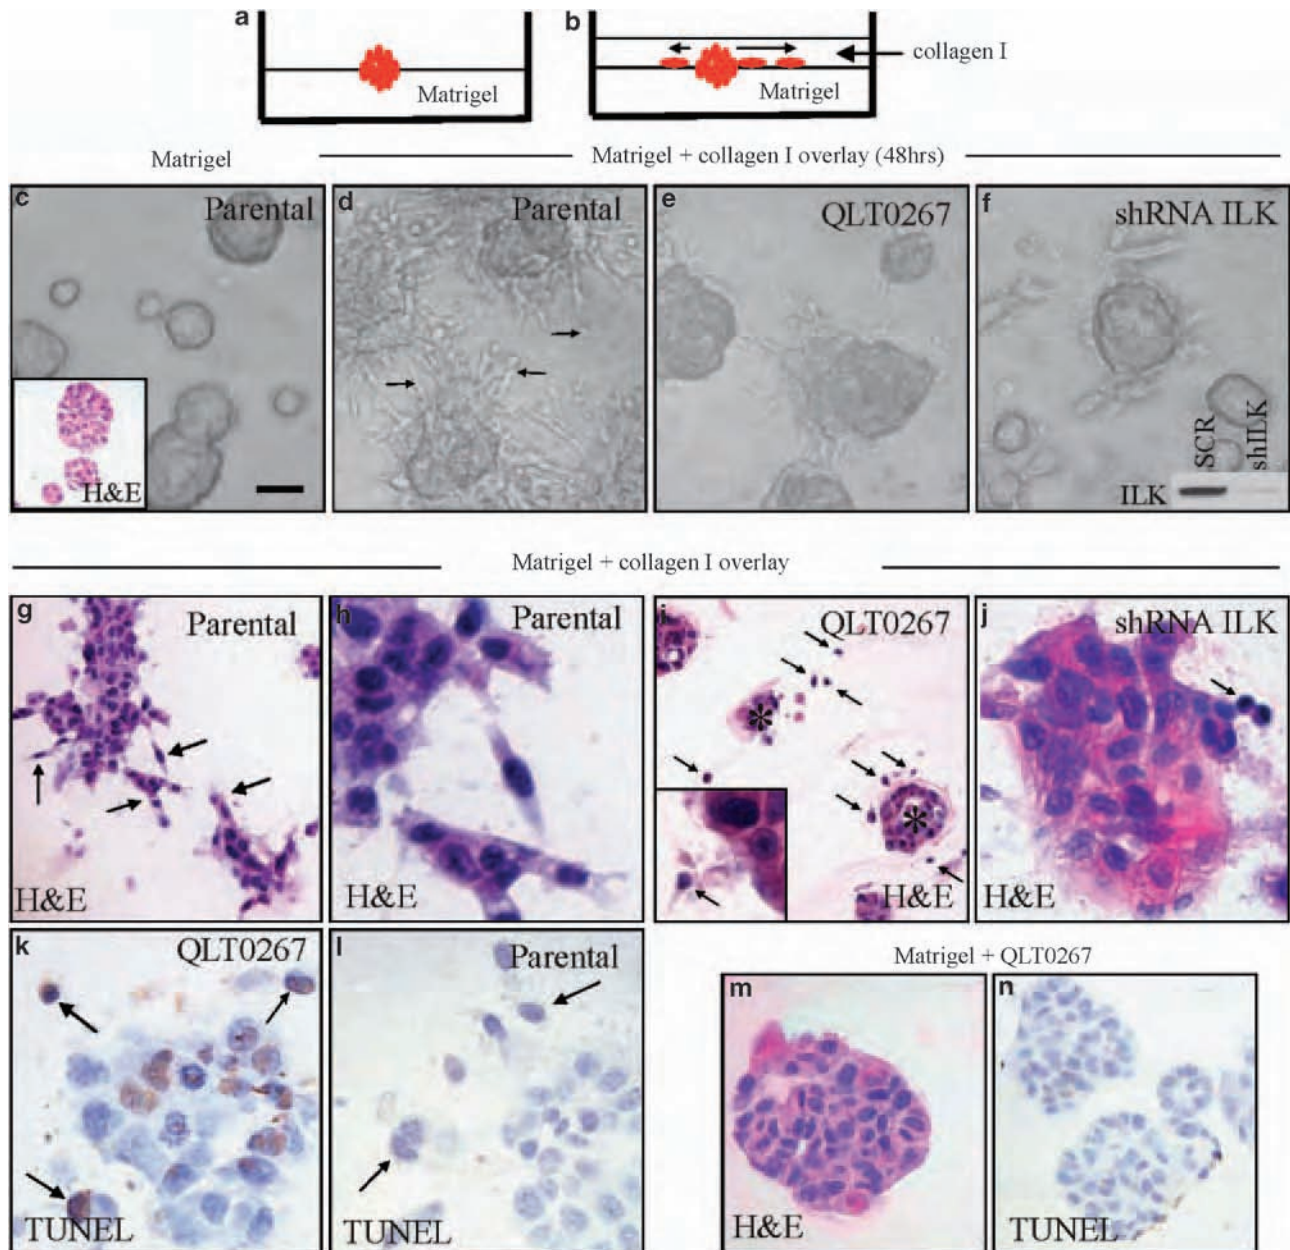 a
b
collagen I
Matrigel
Matrigel
Matrigel
Matrigel + collagen I overlay (48hrs)
c
Parental
H&E
d
Parental
e
QLT0267
f
shRNA ILK
SCR
shILK
ILK
Matrigel + collagen I overlay
g
Parental
H&E
h
Parental
H&E
i
QLT0267
*
*
H&E
j
shRNA ILK
H&E
k
QLT0267
TUNEL
l
Parental
TUNEL
Matrigel + QLT0267
m
H&E
n
TUNEL